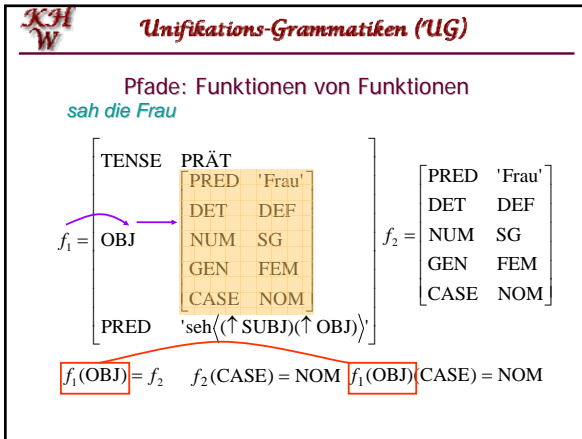 KH
W
Unifikations-Grammatiken (UG)
Pfade: Funktionen von Funktionen
sah die Frau
TENSE PRÄT
PRED 'Frau'
DET DEF
f₁ = OBJ NUM SG
GEN FEM
CASE NOM
PRED 'seh⟨(↑ SUBJ)(↑ OBJ)⟩'
PRED 'Frau'
DET DEF
f₂ = NUM SG
GEN FEM
CASE NOM
f₁(OBJ) = f₂ f₂(CASE) = NOM f₁(OBJ)(CASE) = NOM